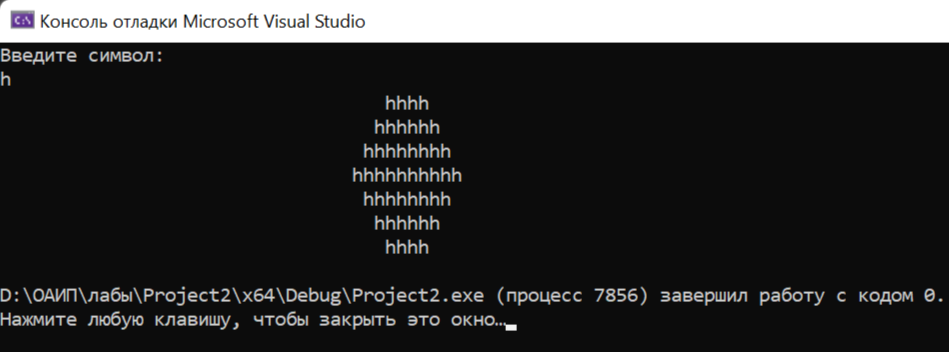 Консоль отладки Microsoft Visual Studio
Введите символ:
h
hhhh
hhhhhh
hhhhhhhh
hhhhhhhhhh
hhhhhhhh
hhhhhh
hhhh
D:\ОАИП\лабы\Project2\x64\Debug\Project2.exe (процесс 7856) завершил работу с кодом 0.
Нажмите любую клавишу, чтобы закрыть это окно…